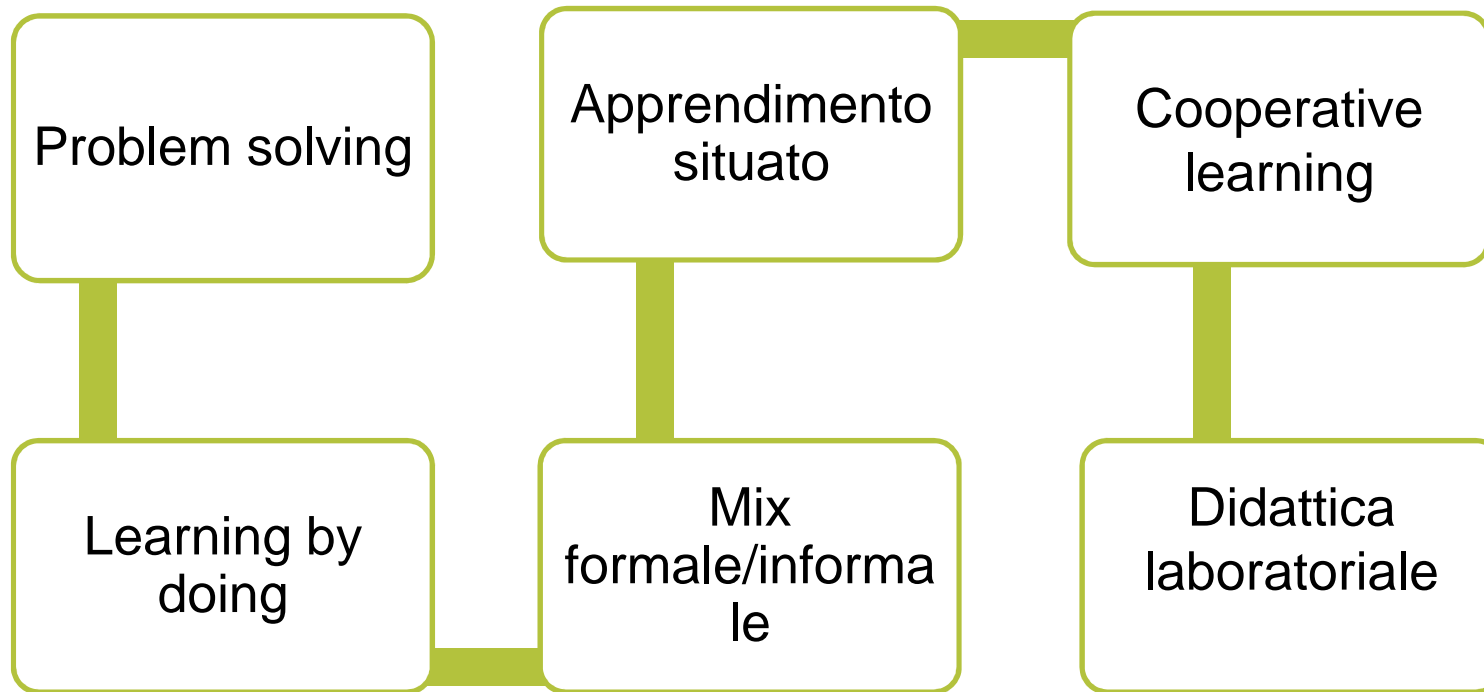 Problem solving
Learning by
doing
Mix
formale/informa
le
Apprendimento
situato
Cooperative
learning
Didattica
laboratoriale